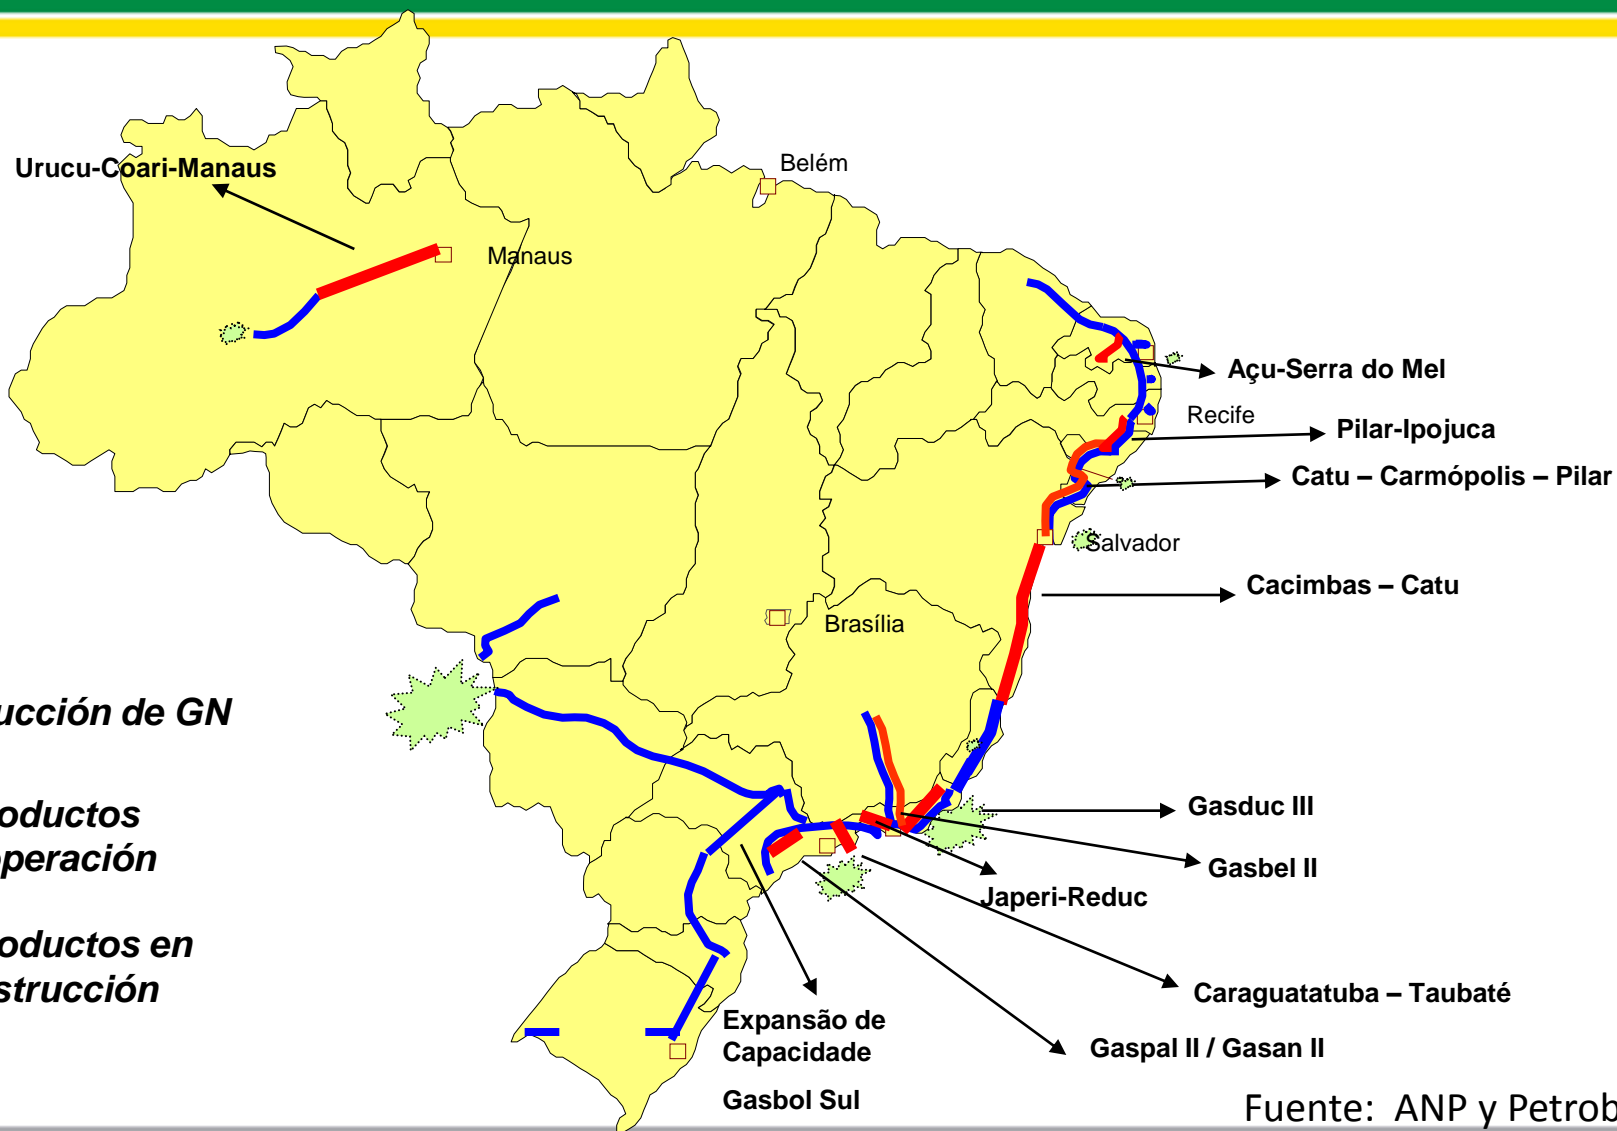 Belém
Urucu-Coari-Manaus
Manaus
Açu-Serra do Mel
Recife
Pilar-Ipojuca
Catu – Carmópolis – Pilar
Salvador
Cacimbas – Catu
Brasília
ucción de GN
Gasduc III
oductos
operación
Gasbel II
Japeri-Reduc
oductos en
strucción
Caraguatatuba – Taubaté
Expansão de
Capacidade
Gasbol Sul
Gaspal II / Gasan II
Fuente: ANP y Petrob